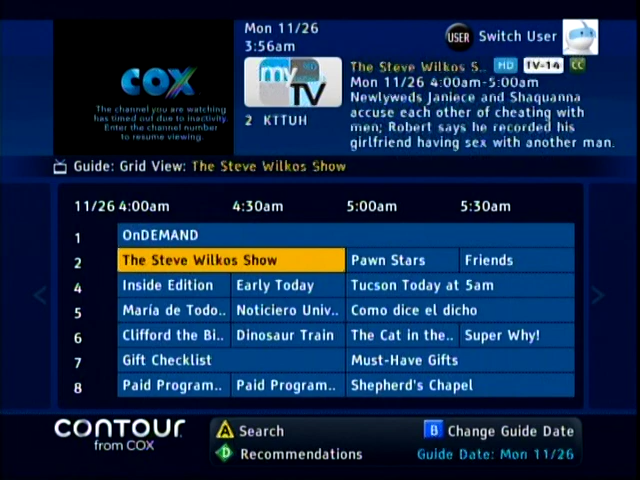 Mon 11/26
3:56am
USER Switch User
COX
The channel you are watching
has timed out due to inactivity.
Enter the channel number
to resume viewing.
my TV
2 KTTUH
The Steve Wilkos S.. HD TV-14 CC
Mon 11/26 4:00am-5:00am
Newlyweds Janiece and Shaquanna
accuse each other of cheating with
men; Robert says he recorded his
girlfriend having sex with another man.
Guide: Grid View: The Steve Wilkos Show
11/26 4:00am 4:30am 5:00am 5:30am
1 OnDEMAND
2 The Steve Wilkos Show Pawn Stars Friends
4 Inside Edition Early Today Tucson Today at 5am
5 María de Todo.. Noticiero Univ.. Como dice el dicho
6 Clifford the Bi.. Dinosaur Train The Cat in the.. Super Why!
7 Gift Checklist Must-Have Gifts
8 Paid Program.. Paid Program.. Shepherd's Chapel
contour
from COX
A Search
B Change Guide Date
D Recommendations
Guide Date: Mon 11/26